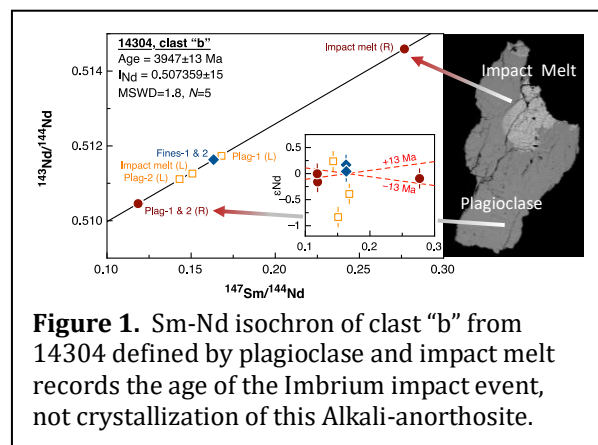 14304, clast “b”
Age = 3947±13 Ma
INd = 0.507359±15
MSWD=1.8, N=5
Impact melt (R)
Impact Melt
0.514
143Nd/144Nd
0.512
Fines-1 & 2
Plag-1 (L)
Impact melt (L)
Plag-2 (L)
0.510
Plag-1 & 2 (R)
εNd
0.5
0
−0.5
−1
+13 Ma
−13 Ma
0.1
0.2
0.3
Plagioclase
0.10
0.15
0.20
0.25
0.30
147Sm/144Nd
Figure 1. Sm-Nd isochron of clast “b” from
14304 defined by plagioclase and impact melt
records the age of the Imbrium impact event,
not crystallization of this Alkali-anorthosite.